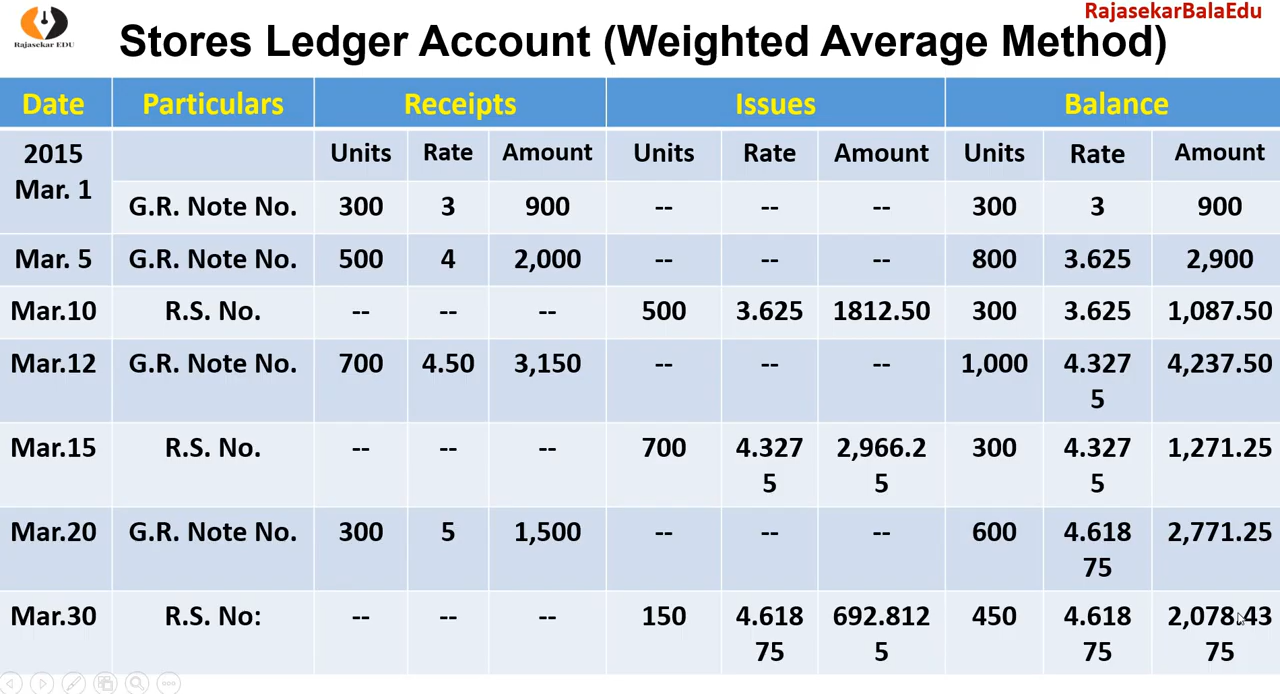 RajasekarBalaEdu
Rajasekar EDU
Stores Ledger Account (Weighted Average Method)
Date Particulars Receipts Issues Balance
2015 Units Rate Amount Units Rate Amount Units Rate Amount
Mar. 1
G.R. Note No. 300 3 900 -- -- -- 300 3 900
Mar. 5 G.R. Note No. 500 4 2,000 -- -- -- 800 3.625 2,900
Mar.10 R.S. No. -- -- -- 500 3.625 1812.50 300 3.625 1,087.50
Mar.12 G.R. Note No. 700 4.50 3,150 -- -- -- 1,000 4.327 4,237.50
5
Mar.15 R.S. No. -- -- -- 700 4.327 2,966.2 300 4.327 1,271.25
5 5 5
Mar.20 G.R. Note No. 300 5 1,500 -- -- -- 600 4.618 2,771.25
75
Mar.30 R.S. No: -- -- -- 150 4.618 692.812 450 4.618 2,078.43
75 5 75 75